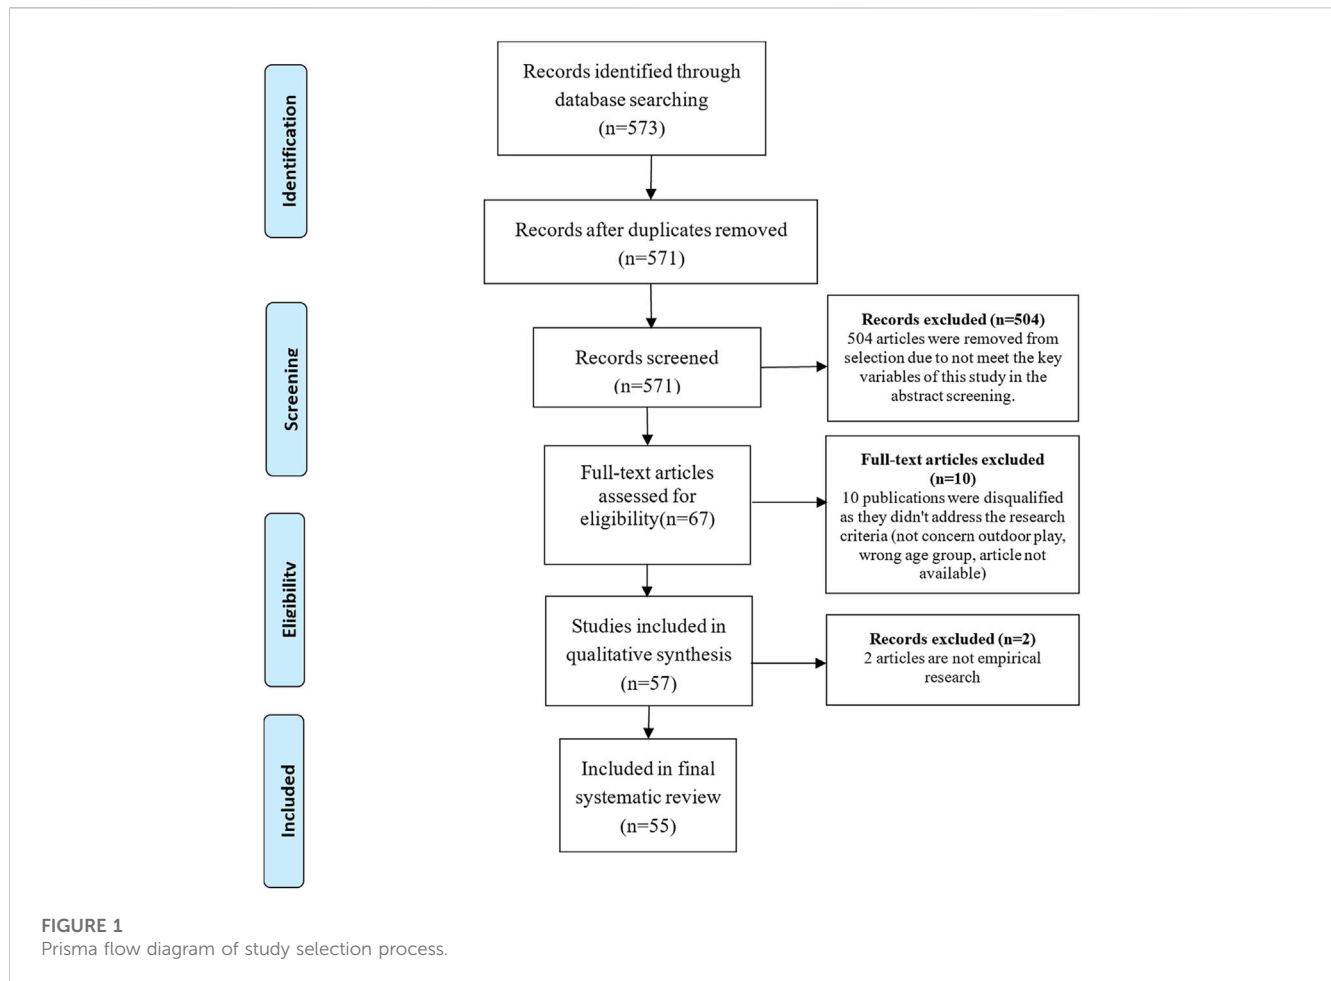 Identification
Records identified through
database searching
(n=573)
Records after duplicates removed
(n=571)
Screening
Records screened
(n=571)
Records excluded (n=504)
504 articles were removed from
selection due to not meet the key
variables of this study in the
abstract screening.
Full-text articles
assessed for
eligibility(n=67)
Full-text articles excluded
(n=10)
10 publications were disqualified
as they didn't address the research
criteria (not concern outdoor play,
wrong age group, article not
available)
Eligibility
Studies included in
qualitative synthesis
(n=57)
Records excluded (n=2)
2 articles are not empirical
research
Included
Included in final
systematic review
(n=55)
FIGURE 1
Prisma flow diagram of study selection process.